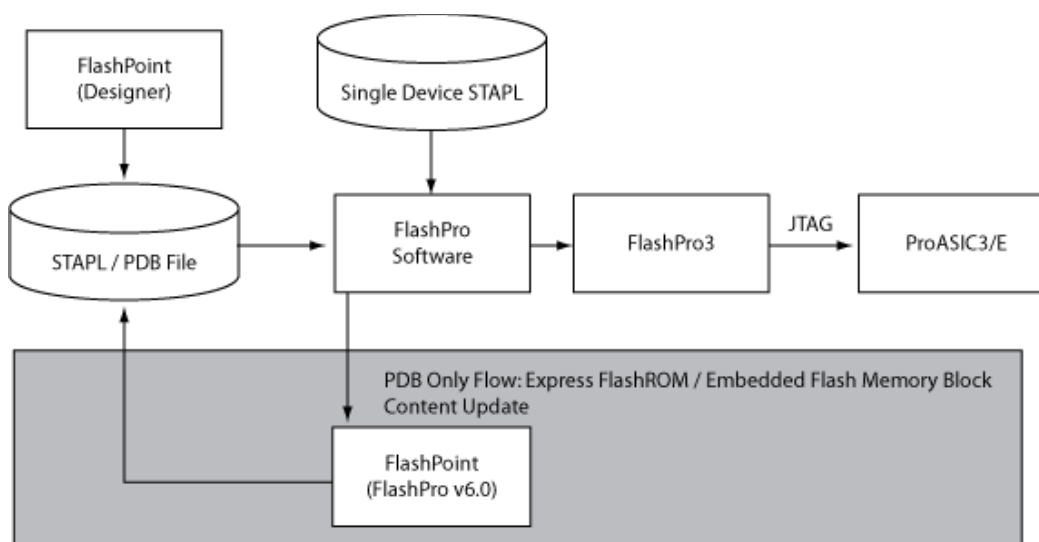 FlashPoint
(Designer)
Single Device STAPL
STAPL / PDB File
FlashPro
Software
FlashPro3
JTAG
ProASIC3/E
PDB Only Flow: Express FlashROM / Embedded Flash Memory Block
Content Update
FlashPoint
(FlashPro v6.0)